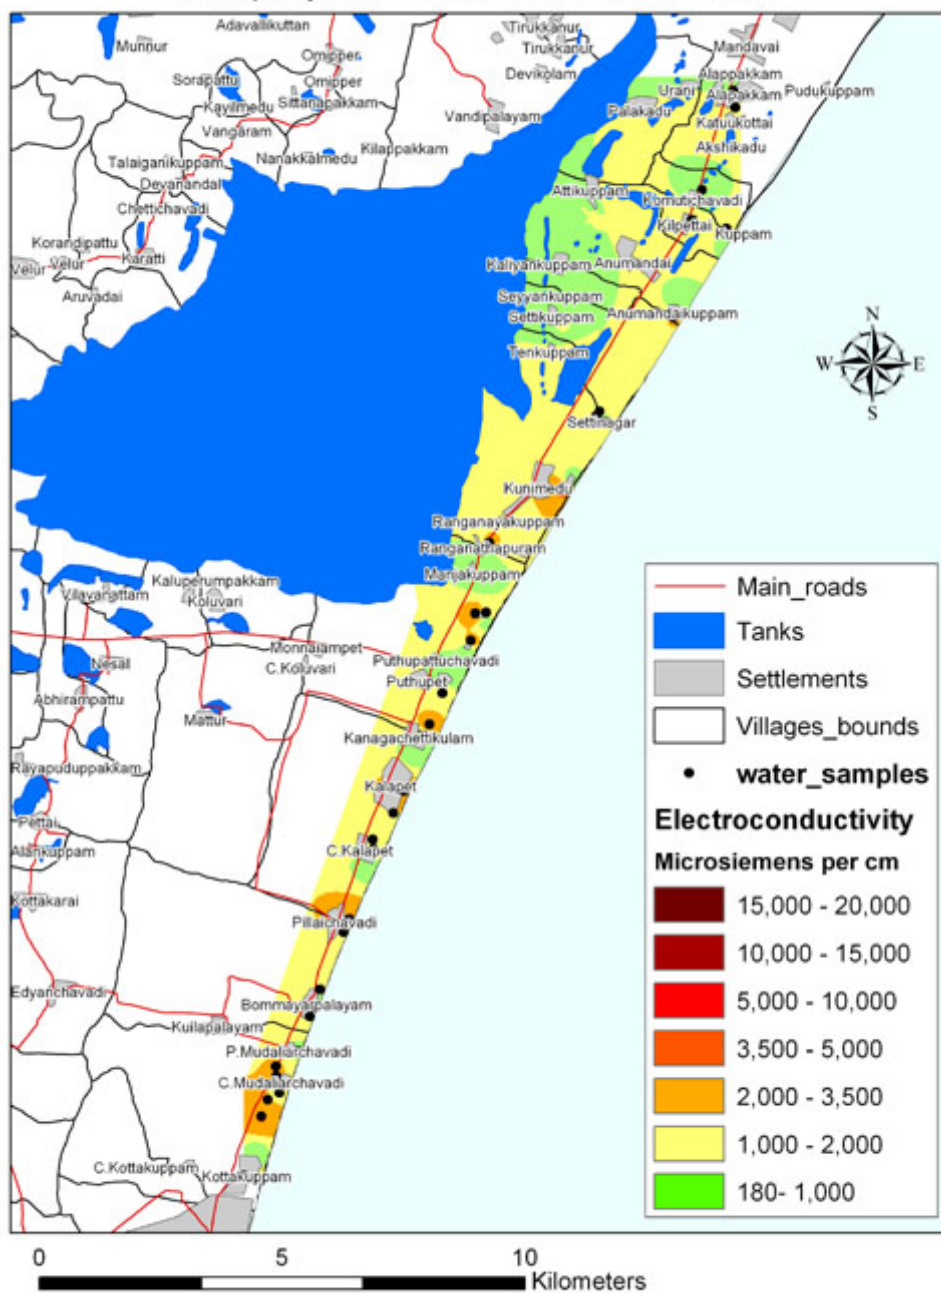 Adavallikuttan
Munnur
Omipper
Sorapattu
Omipper
Sittanapakkam
Kayilmedu
Vangaram
Nanakkalmedu
Kilappakkam
Talaiganikuppam
Devanandal
Chettichavadi
Korandipattu
Velur
Velur
Karatti
Aruvadai
Tirukkanur
Tirukkanur
Devikolam
Vandipalayam
Mandavai
Alappakkam
Urani
Alapakkam
Pudukuppam
Palakadu
Katuukottai
Akshikadu
Attikuppam
Komutichavadi
Kilpettai
Kuppam
Kaliyankuppam
Anumandai
Seyyankuppam
Settikuppam
Anumandaikuppam
Tenkuppam
Settinagar
Kunimedu
Ranganayakuppam
Ranganathapuram
Manjakuppam
Kaluperumpakkam
Vilavanattam
Koluvari
Monnaiampet
C.Koluvari
Nesal
Abhirampattu
Mattur
Puthupattuchavadi
Puthupet
Kanagachettikulam
Rayapuduppakkam
Kalapet
Pettai
Alankuppam
C.Kalapet
Kottakarai
Pillaichavadi
Edyanchavadi
Bommayarpalayam
Kuilapalayam
P.Mudaliarchavadi
C.Mudaliarchavadi
C.Kottakuppam
Kottakuppam
N
W
E
S
Main_roads
Tanks
Settlements
Villages_bounds
water_samples
Electroconductivity
Microsiemens per cm
15,000 - 20,000
10,000 - 15,000
5,000 - 10,000
3,500 - 5,000
2,000 - 3,500
1,000 - 2,000
180- 1,000
0
5
10
Kilometers